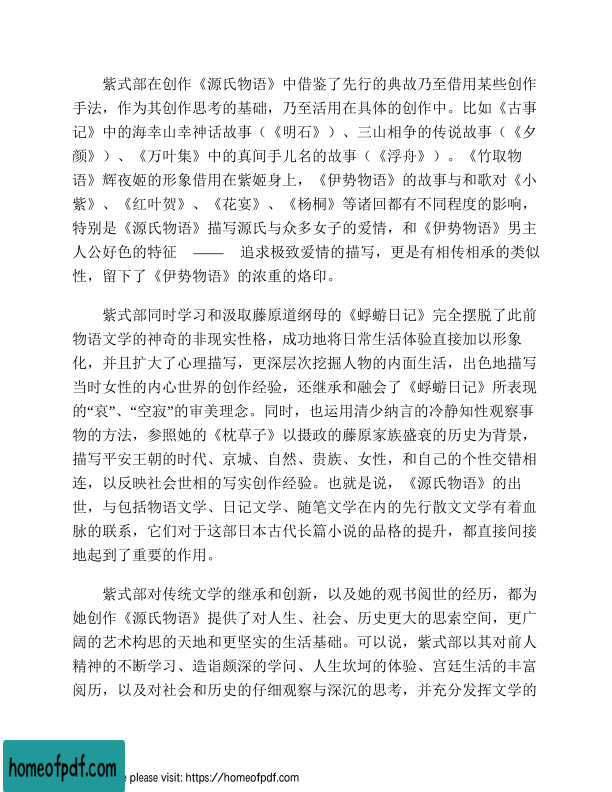 紫式部在创作《源氏物语》中借鉴了先行的典故乃至借用某些创作
手法，作为其创作思考的基础，乃至活用在具体的创作中。比如《古事
记》中的海幸山幸神话故事（《明石》）、三山相争的传说故事（《夕
颜》）、《万叶集》中的真间手儿名的故事（《浮舟》）。《竹取物
语》辉夜姬的形象借用在紫姬身上，《伊势物语》的故事与和歌对《小
紫》、《红叶贺》、《花宴》、《杨桐》等诸回都有不同程度的影响，
特别是《源氏物语》描写源氏与众多女子的爱情，和《伊势物语》男主
人公好色的特征 —— 追求极致爱情的描写，更是有相传相承的类似
性，留下了《伊势物语》的浓重的烙印。
紫式部同时学习和汲取藤原道纲母的《蜉蝣日记》完全摆脱了此前
物语文学的神奇的非现实性格，成功地将日常生活体验直接加以形象
化，并且扩大了心理描写，更深层次挖掘人物的内面生活，出色地描写
当时女性的内心世界的创作经验，还继承和融会了《蜉蝣日记》所表现
的“哀”、“空寂”的审美理念。同时，也运用清少纳言的冷静知性观察事
物的方法，参照她的《枕草子》以摄政的藤原家族盛衰的历史为背景，
描写平安王朝的时代、京城、自然、贵族、女性，和自己的个性交错相
连，以反映社会世相的写实创作经验。也就是说，《源氏物语》的出
世，与包括物语文学、日记文学、随笔文学在内的先行散文文学有着血
脉的联系，它们对于这部日本古代长篇小说的品格的提升，都直接间接
地起到了重要的作用。
紫式部对传统文学的继承和创新，以及她的观书阅世的经历，都为
她创作《源氏物语》提供了对人生、社会、历史更大的思索空间，更广
阔的艺术构思的天地和更坚实的生活基础。可以说，紫式部以其对前人
精神的不断学习、造诣颇深的学问、人生坎坷的体验、宫廷生活的丰富
阅历，以及对社会和历史的仔细观察与深沉的思考，并充分发挥文学的
homeofpdf.com
e please visit: https://homeofpdf.com